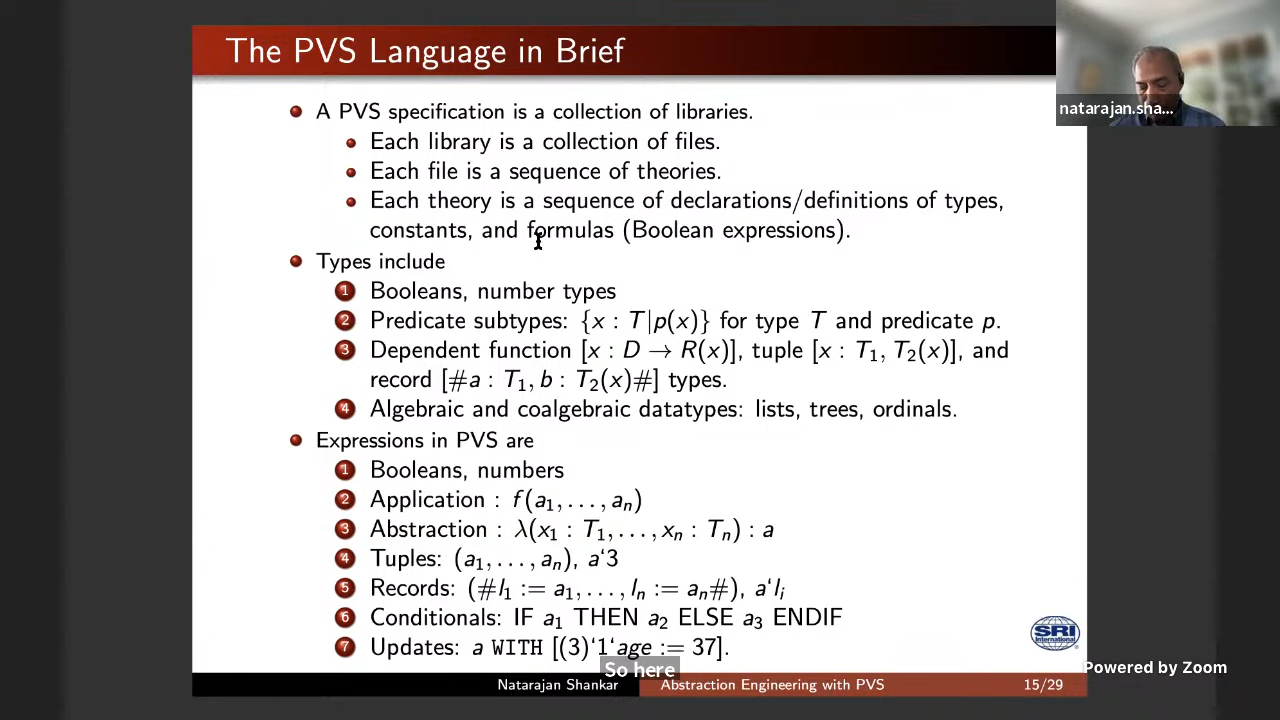 The PVS Language in Brief
natarajan.sha...
A PVS specification is a collection of libraries.
Each library is a collection of files.
Each file is a sequence of theories.
Each theory is a sequence of declarations/definitions of types,
constants, and formulas (Boolean expressions).
Types include
1 Booleans, number types
2 Predicate subtypes: {x : T|p(x)} for type T and predicate p.
3 Dependent function [x : D → R(x)], tuple [x : T₁, T₂(x)], and
record [#a : T₁, b : T₂(x)#] types.
4 Algebraic and coalgebraic datatypes: lists, trees, ordinals.
Expressions in PVS are
1 Booleans, numbers
2 Application : f(a₁, . . . , aₙ)
3 Abstraction : λ(x₁ : T₁, . . . , xₙ : Tₙ) : a
4 Tuples: (a₁, . . . , aₙ), a‘3
5 Records: (#l₁ := a₁, . . . , lₙ := aₙ#), a‘lᵢ
6 Conditionals: IF a₁ THEN a₂ ELSE a₃ ENDIF
7 Updates: a WITH [(3)‘1‘age := 37].
SRI
International
So here
Powered by Zoom
Natarajan Shankar Abstraction Engineering with PVS 15/29